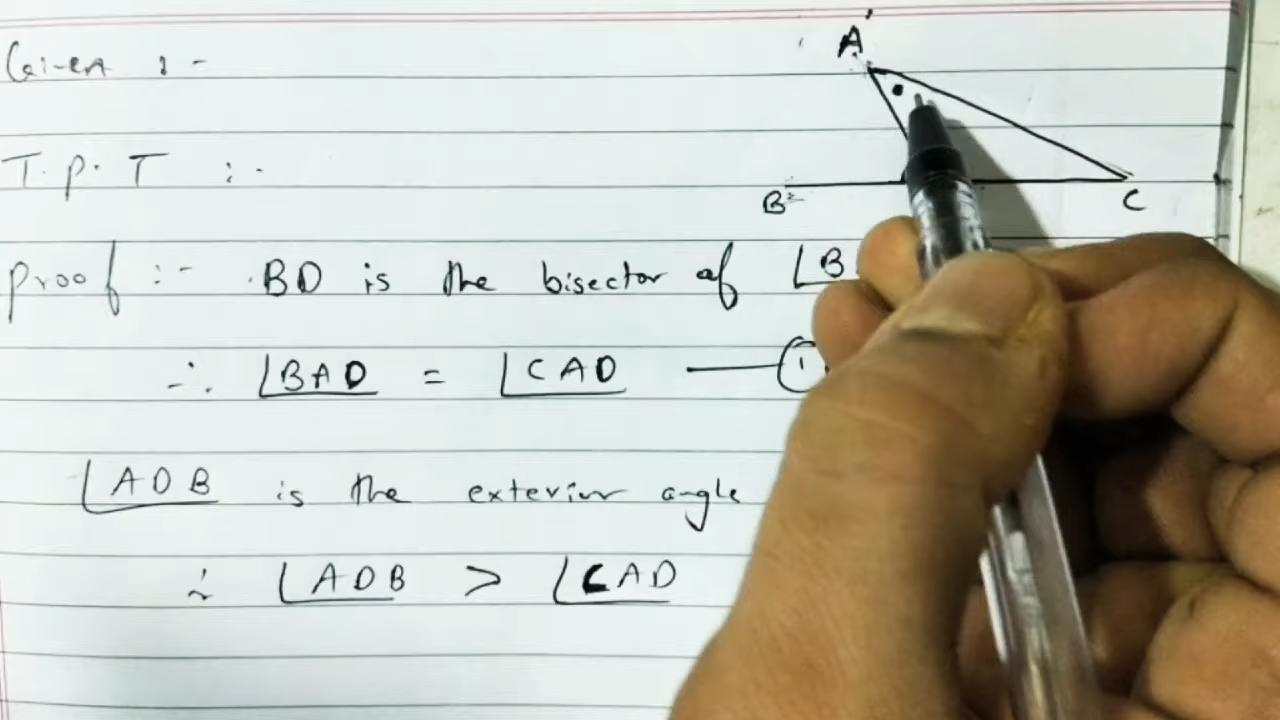 Given :-
A
T.P.T :-
B C
Proof :- BD is the bisector of ∠B
∴ ∠BAD = ∠CAD —— ①
∠ADB is the exterior angle
∴ ∠ADB > ∠CAD